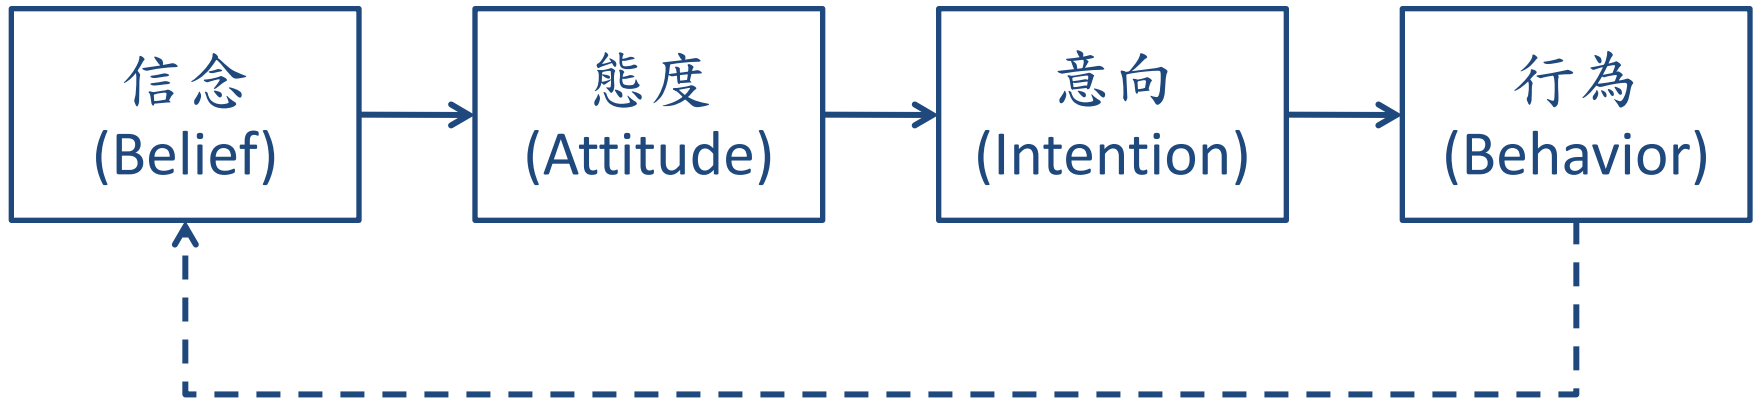 信念
(Belief)
態度
(Attitude)
意向
(Intention)
行為
(Behavior)